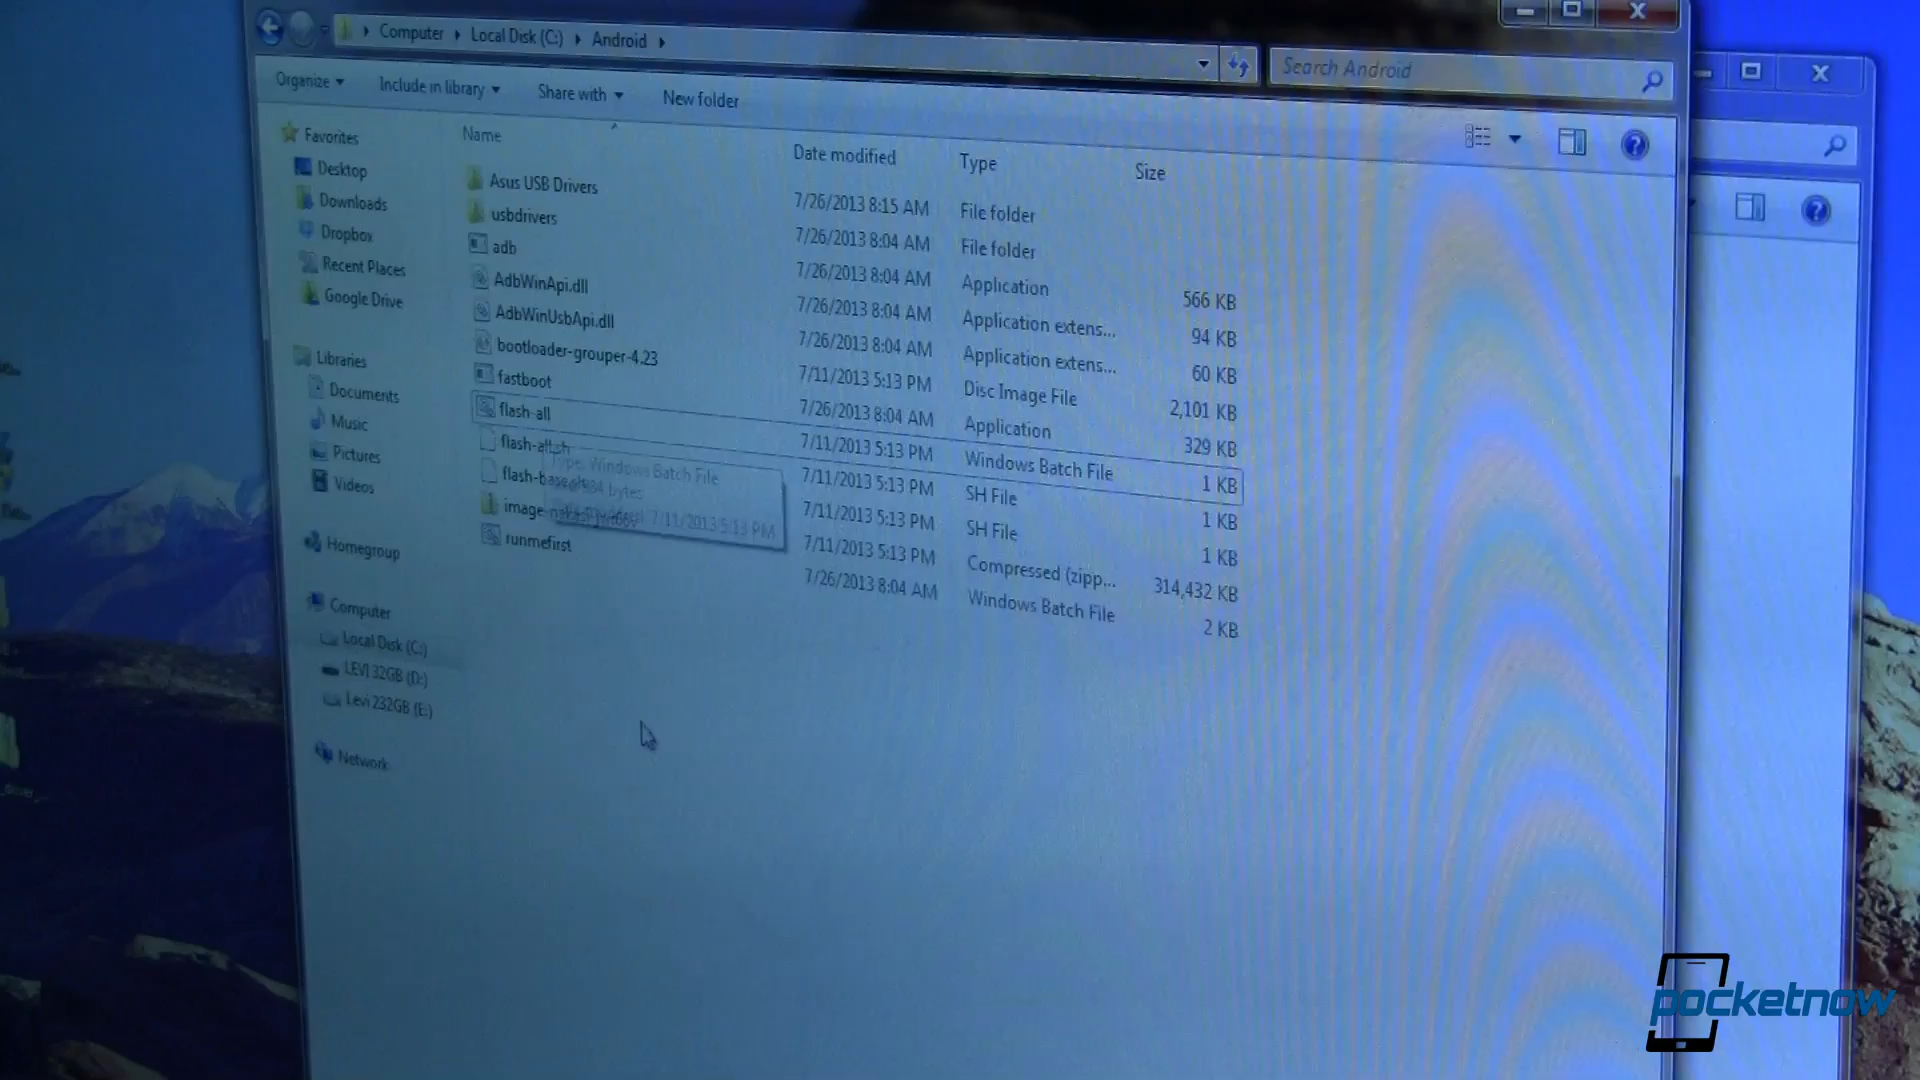 Computer Local Disk (C:) Android
Search Android
Organize Include in library Share with New folder
Name Date modified Type Size
Favorites
Desktop
Downloads
Dropbox
Recent Places
Google Drive
Libraries
Documents
Music
Pictures
Videos
Homegroup
Computer
Local Disk (C:)
LEVI 32GB (D:)
Levi 232GB (E:)
Network
Asus USB Drivers 7/26/2013 8:15 AM File folder
usbdrivers 7/26/2013 8:04 AM File folder
adb 7/26/2013 8:04 AM Application 566 KB
AdbWinApi.dll 7/26/2013 8:04 AM Application extens... 94 KB
AdbWinUsbApi.dll 7/26/2013 8:04 AM Application extens... 60 KB
bootloader-grouper-4.23 7/11/2013 5:13 PM Disc Image File 2,101 KB
fastboot 7/26/2013 8:04 AM Application 329 KB
flash-all 7/11/2013 5:13 PM Windows Batch File 1 KB
flash-all.sh 7/11/2013 5:13 PM SH File 1 KB
flash-base.sh 7/11/2013 5:13 PM SH File 1 KB
7/11/2013 5:13 PM Compressed (zipp... 314,432 KB
runmefirst 7/26/2013 8:04 AM Windows Batch File 2 KB
Type: Windows Batch File
bytes
7/11/2013 5:13 PM
pocketnow